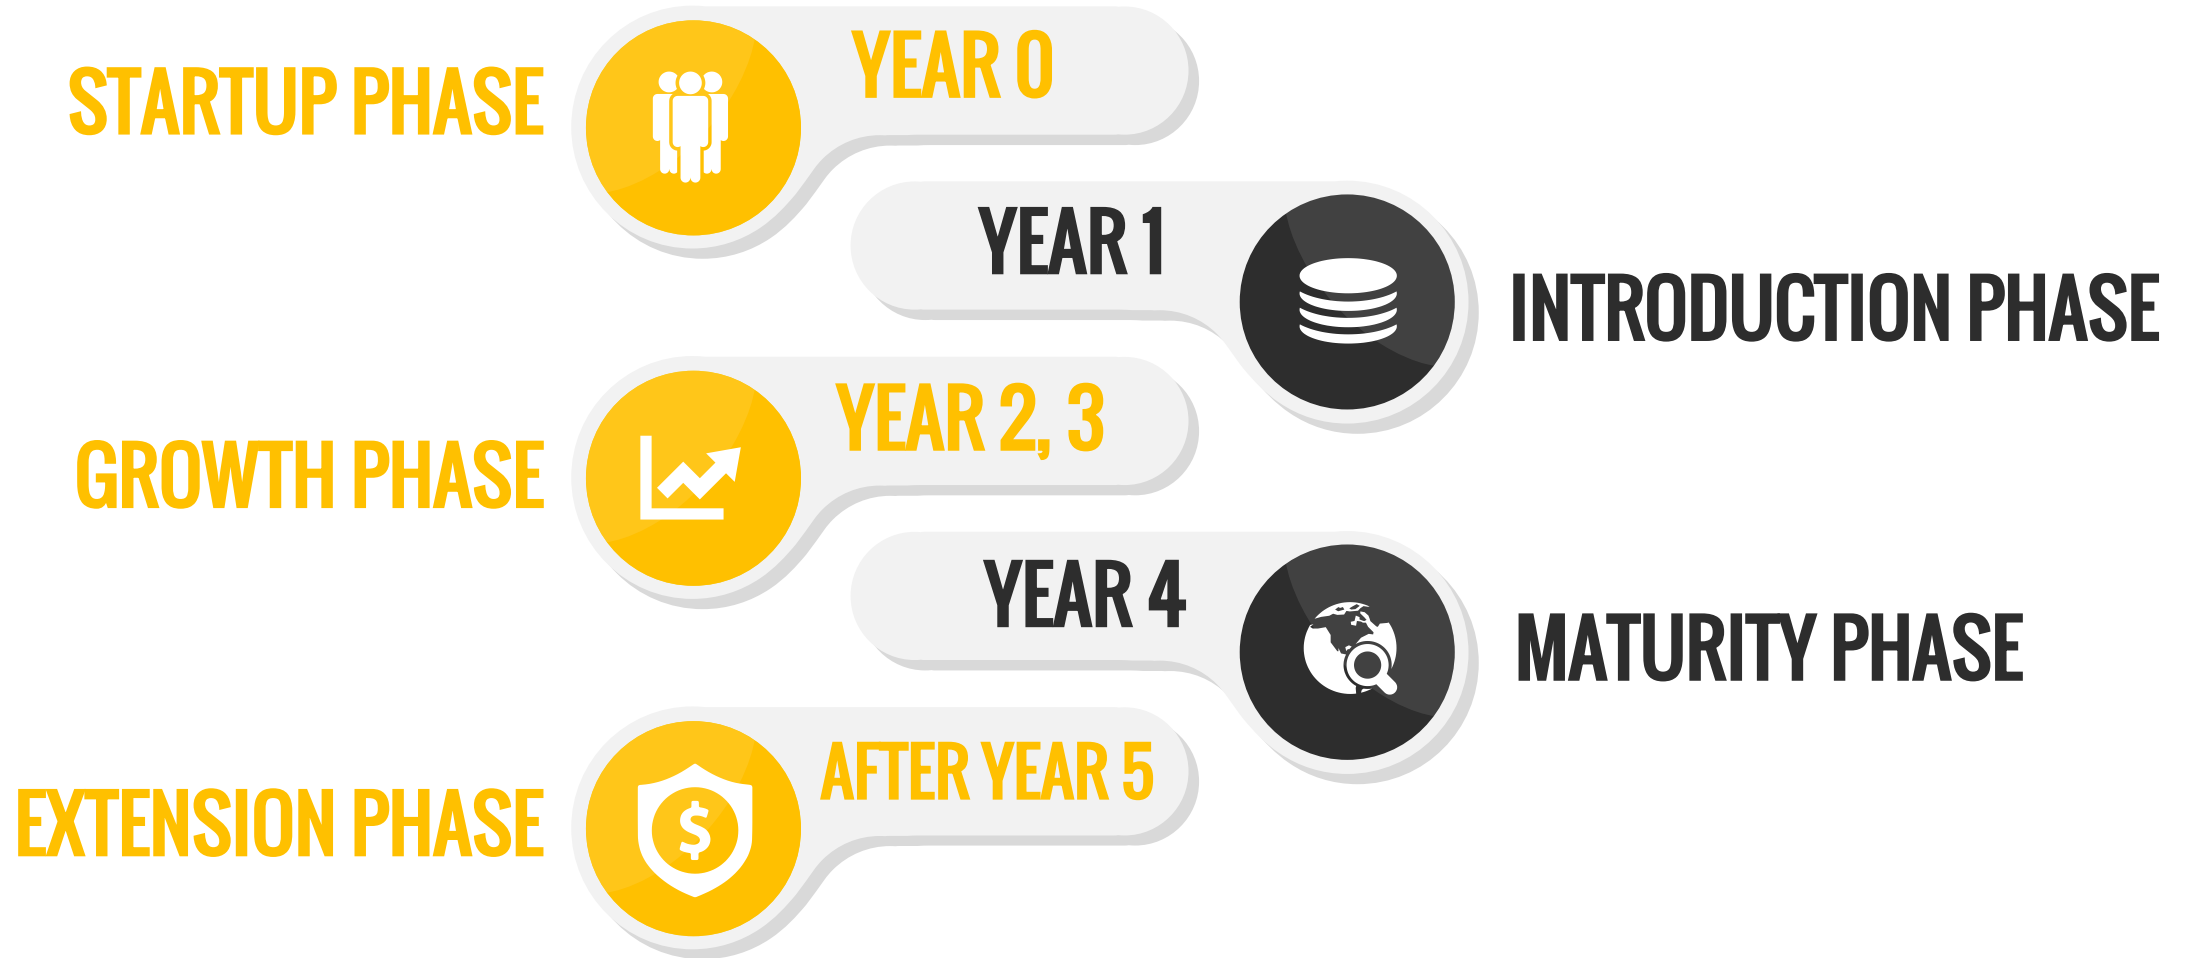 STARTUP PHASE
YEAR 0
YEAR 1
INTRODUCTION PHASE
GROWTH PHASE
YEAR 2, 3
YEAR 4
MATURITY PHASE
EXTENSION PHASE
AFTER YEAR 5
$